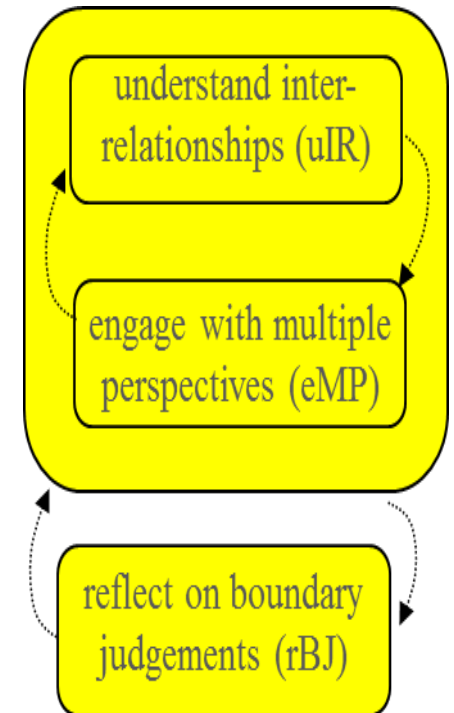 understand inter-
relationships (uIR)
engage with multiple
perspectives (eMP)
reflect on boundary
judgements (rBJ)